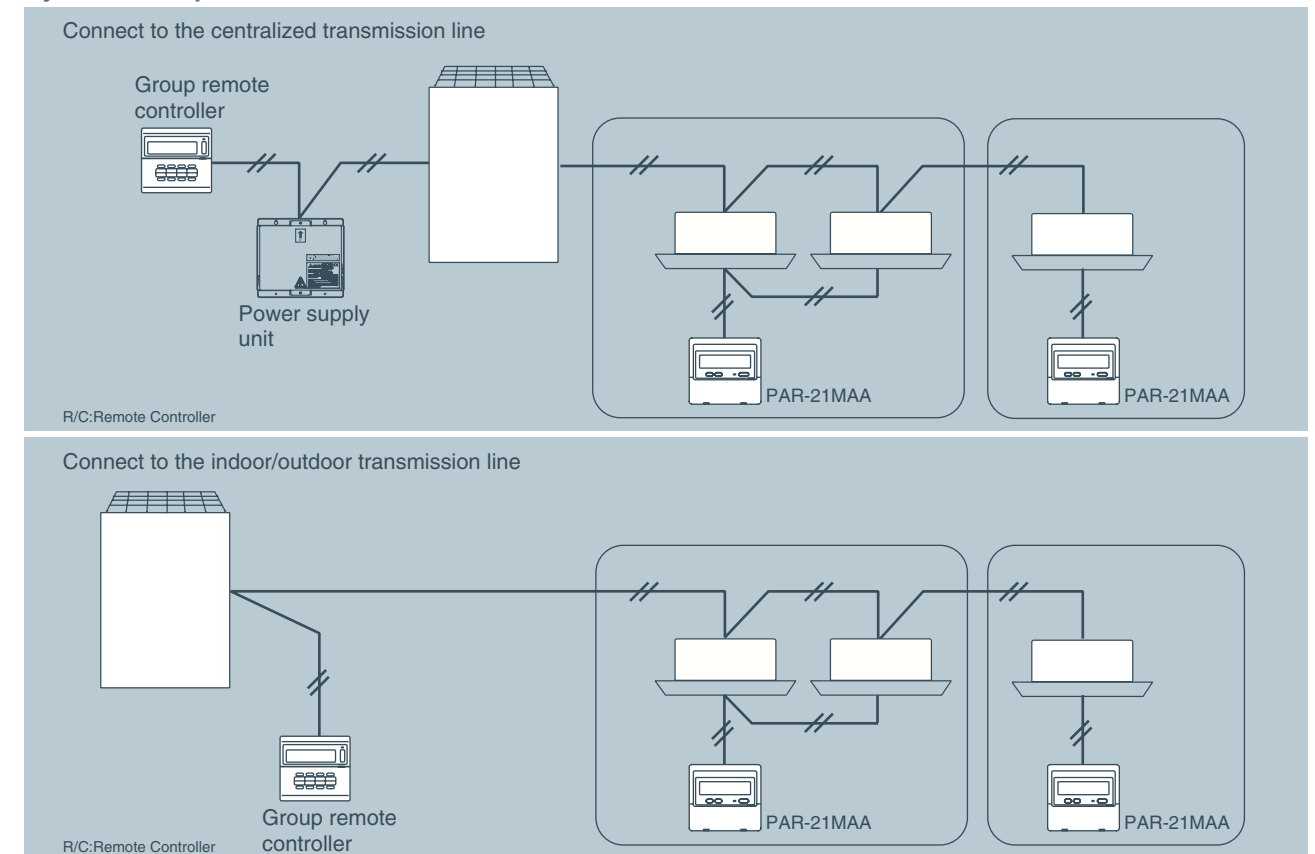 Connect to the centralized transmission line
Group remote
controller
Power supply
unit
PAR-21MAA
PAR-21MAA
R/C:Remote Controller
Connect to the indoor/outdoor transmission line
Group remote
controller
PAR-21MAA
PAR-21MAA
R/C:Remote Controller